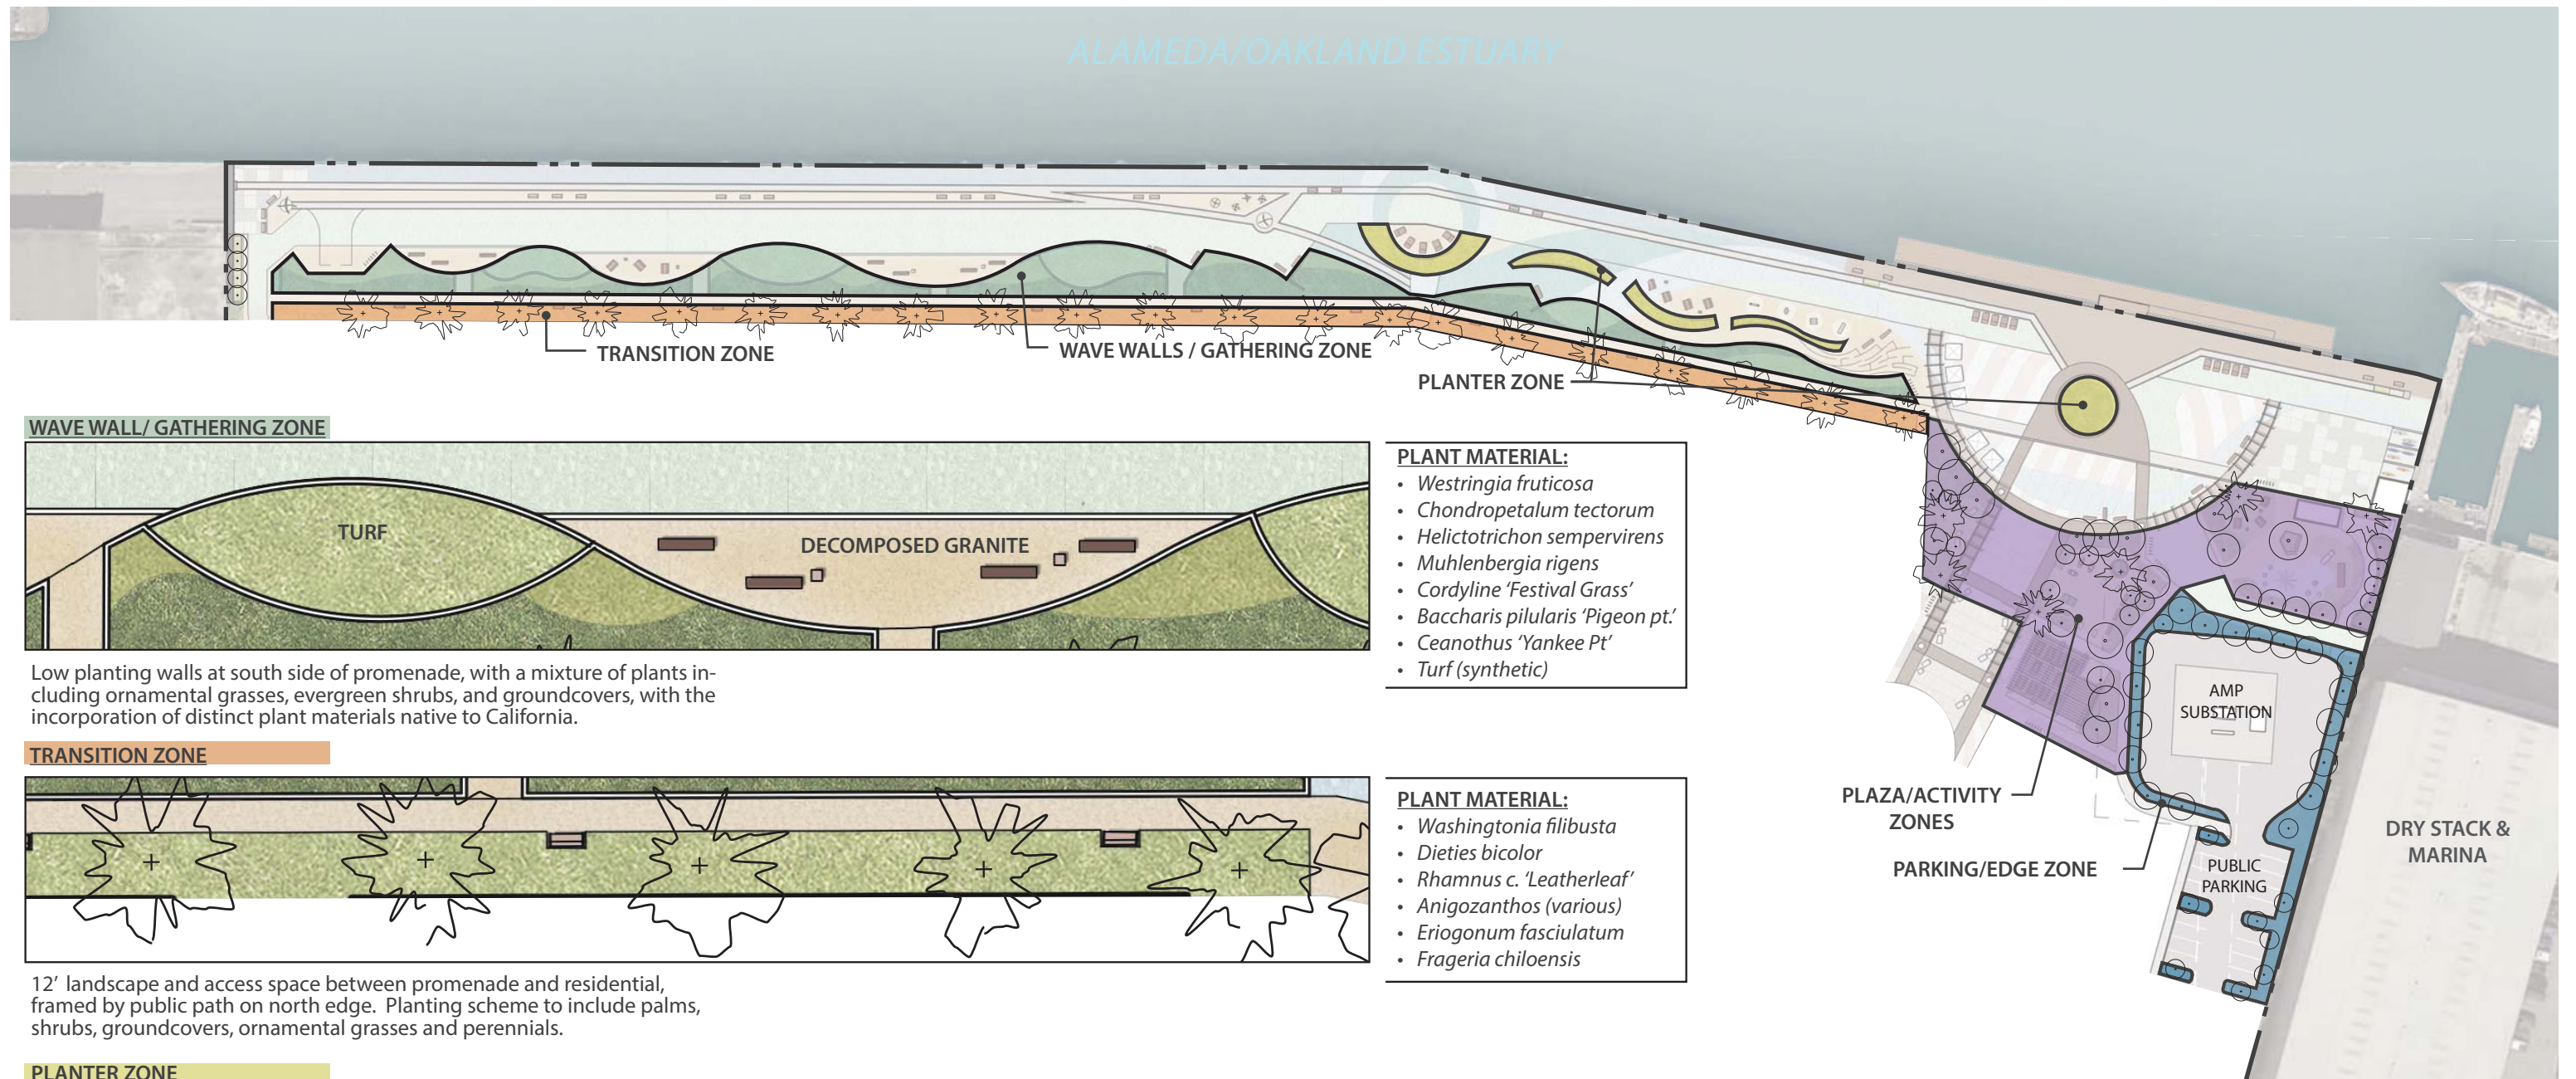 ALAMEDA/OAKLAND ESTUARY
TRANSITION ZONE
WAVE WALLS / GATHERING ZONE
PLANTER ZONE
WAVE WALL/ GATHERING ZONE
TURF
DECOMPOSED GRANITE
PLANT MATERIAL:
• Westringia fruticosa
• Chondropetalum tectorum
• Helictotrichon sempervirens
• Muhlenbergia rigens
• Cordyline ‘Festival Grass’
• Baccharis pilularis ‘Pigeon pt.’
• Ceanothus ‘Yankee Pt’
• Turf (synthetic)
Low planting walls at south side of promenade, with a mixture of plants in-
cluding ornamental grasses, evergreen shrubs, and groundcovers, with the
incorporation of distinct plant materials native to California.
TRANSITION ZONE
PLANT MATERIAL:
• Washingtonia filibusta
• Dieties bicolor
• Rhamnus c. ‘Leatherleaf’
• Anigozanthos (various)
• Eriogonum fasciulatum
• Frageria chiloensis
12’ landscape and access space between promenade and residential,
framed by public path on north edge. Planting scheme to include palms,
shrubs, groundcovers, ornamental grasses and perennials.
PLANTER ZONE
AMP
SUBSTATION
PLAZA/ACTIVITY
ZONES
PARKING/EDGE ZONE
PUBLIC
PARKING
DRY STACK &
MARINA